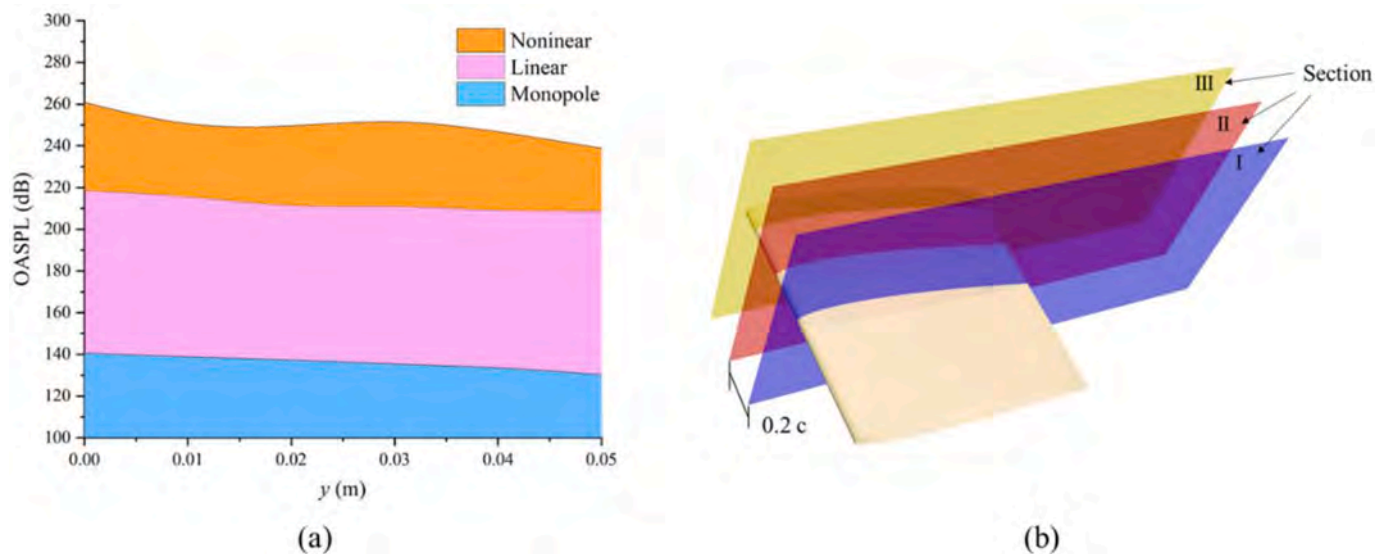 300
280
260
240
220
200
180
160
140
120
100
OASPL (dB)
0.00 0.01 0.02 0.03 0.04 0.05
y (m)
Noninear
Linear
Monopole
(a)
Section
III
II
I
0.2 c
(b)